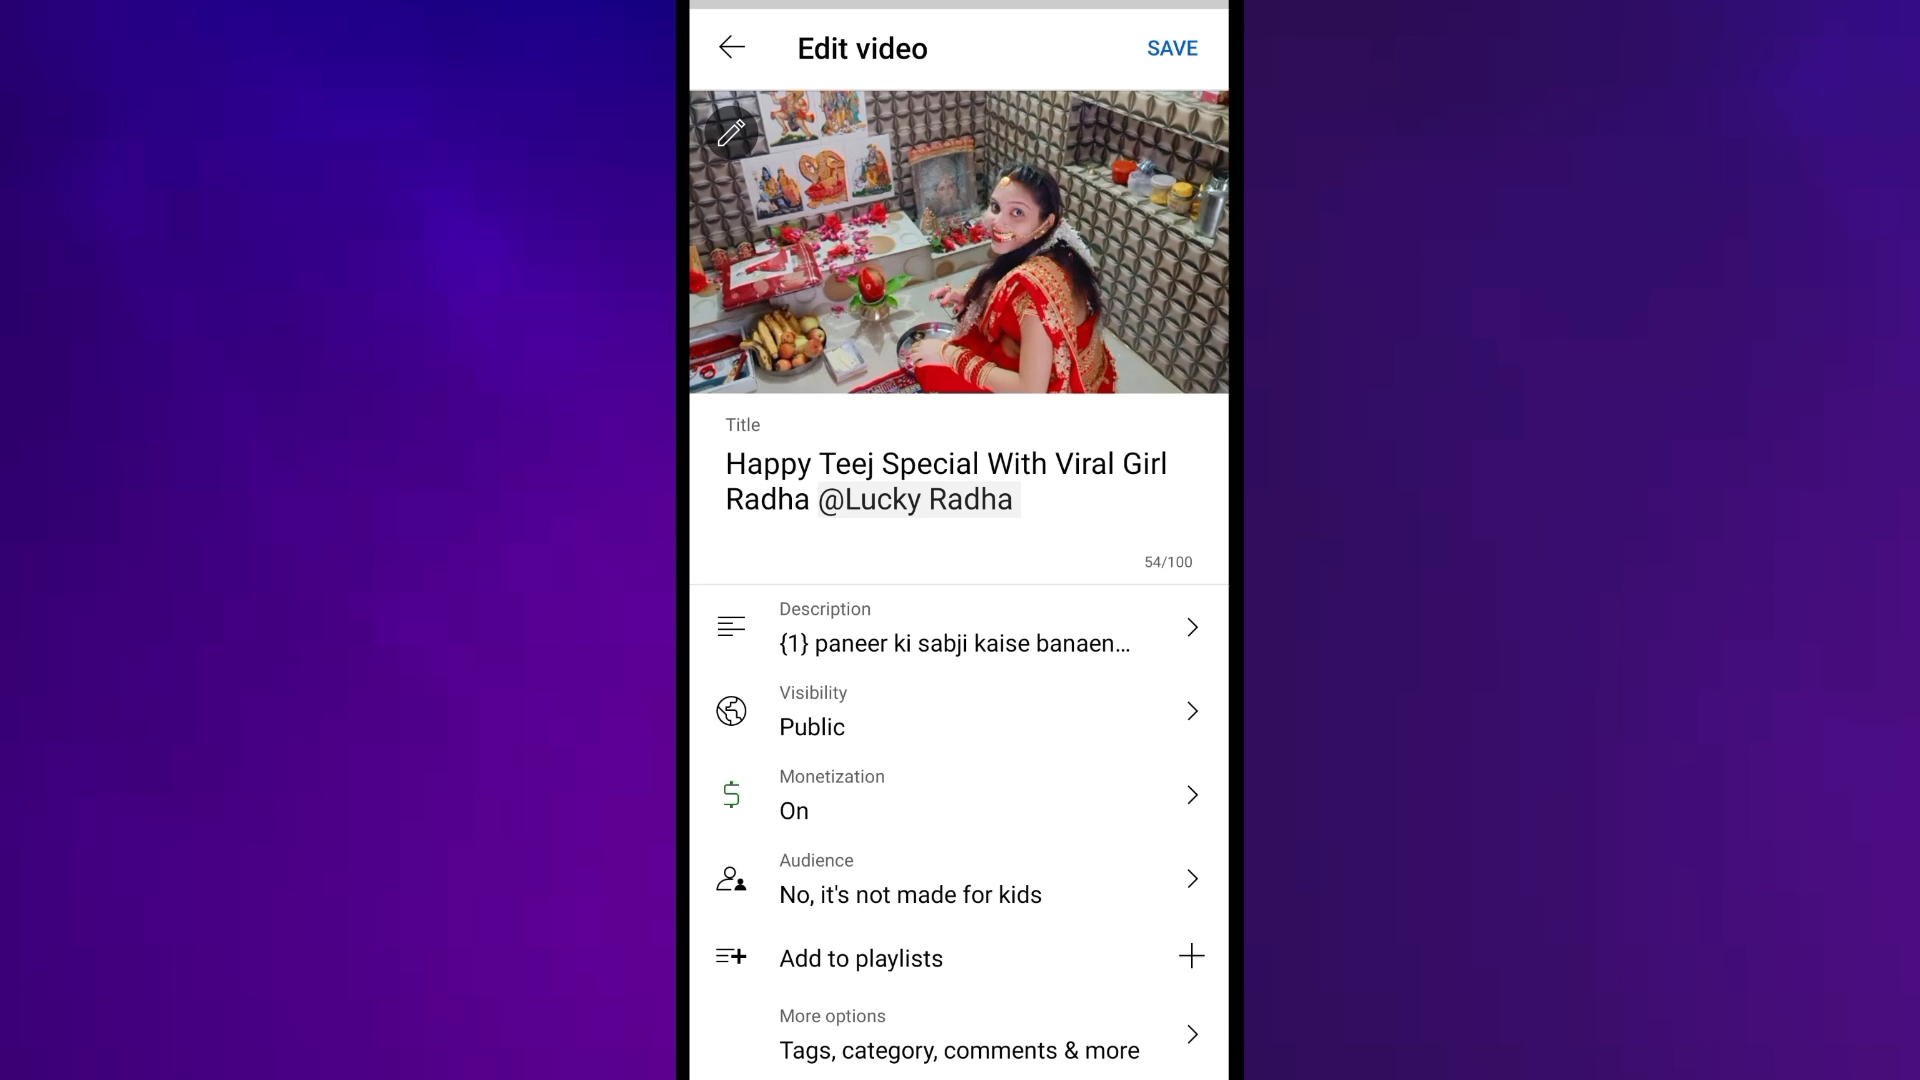 Edit video
SAVE
Title
Happy Teej Special With Viral Girl
Radha @Lucky Radha
54/100
Description
{1} paneer ki sabji kaise banaen...
Visibility
Public
Monetization
On
Audience
No, it's not made for kids
Add to playlists
More options
Tags, category, comments & more